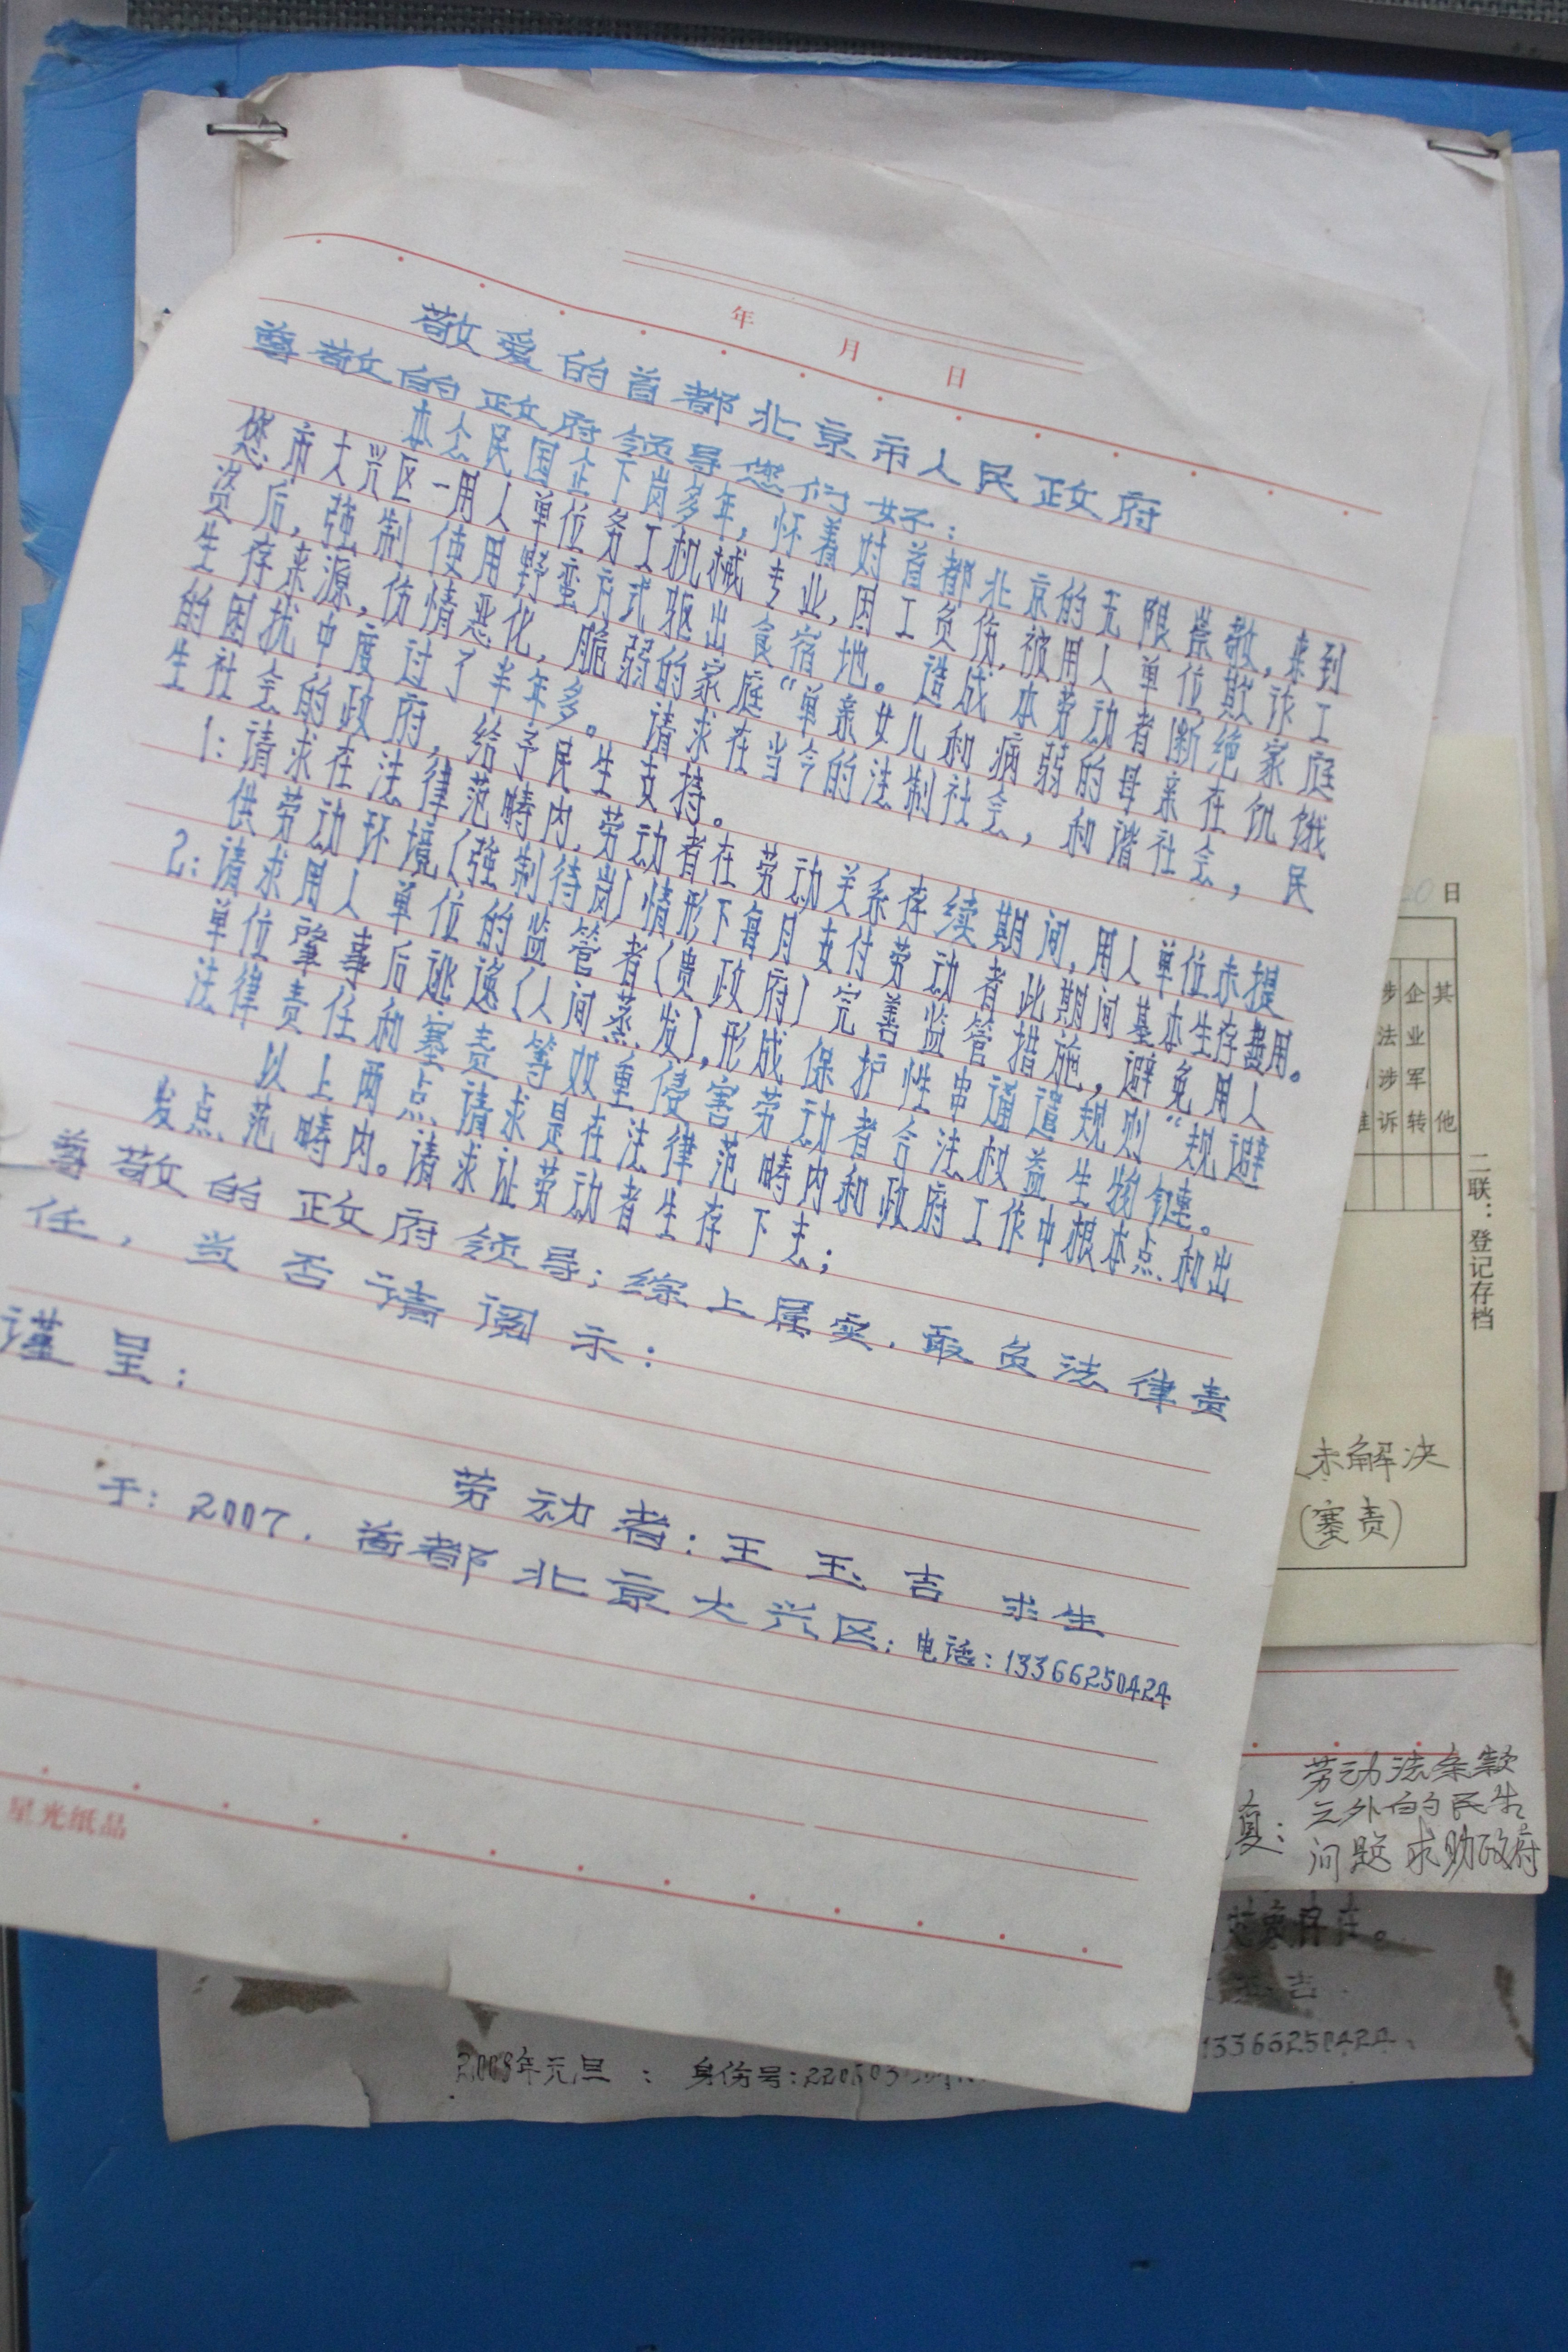 年 月 日
敬爱的首都北京市人民政府
尊敬的政府领导您们好：
本公民国企下岗多年，怀着对首都北京的无限崇敬，来到
您市大兴区一用人单位务工机械专业，因工负伤，被用人单位欺诈工
资后，强制使用野蛮方式驱出食宿地。造成本劳动者断绝家庭
生存来源，伤情恶化，脆弱的家庭“单亲女儿和病弱的母亲在饥饿
的困扰中度过了半年多。请求在当今的法制社会，和谐社会，民
生社会的政府，给予民生支持。
1：请求在法律范畴内，劳动者在劳动关系存续期间，用人单位未提
供劳动环境（强制待岗）情形下每月支付劳动者此期间基本生存费用。
2：请求用人单位的监管者（贵政府）完善监管措施，避免用人
单位肇事后逃逸（人间蒸发），形成保护性串通遣规则“规避
法律责任和塞责等双重侵害劳动者合法权益生物链。
以上两点请求是在法律范畴内和政府工作中根本点和出
发点范畴内。请求让劳动者生存下去；
尊敬的政府领导；综上属实，敢负法律责
任，当否请阅示：
谨呈：
劳动者：王玉吉 求生
于：2007．首都北京大兴区：电话：13366250424
星光纸品
日
涉法涉诉
企业军转
其他
二联：登记存档
未解决
（塞责）
劳动法条款
之外的民生
问题 求助政府
吉
13366250424
2008年元旦：身份号：